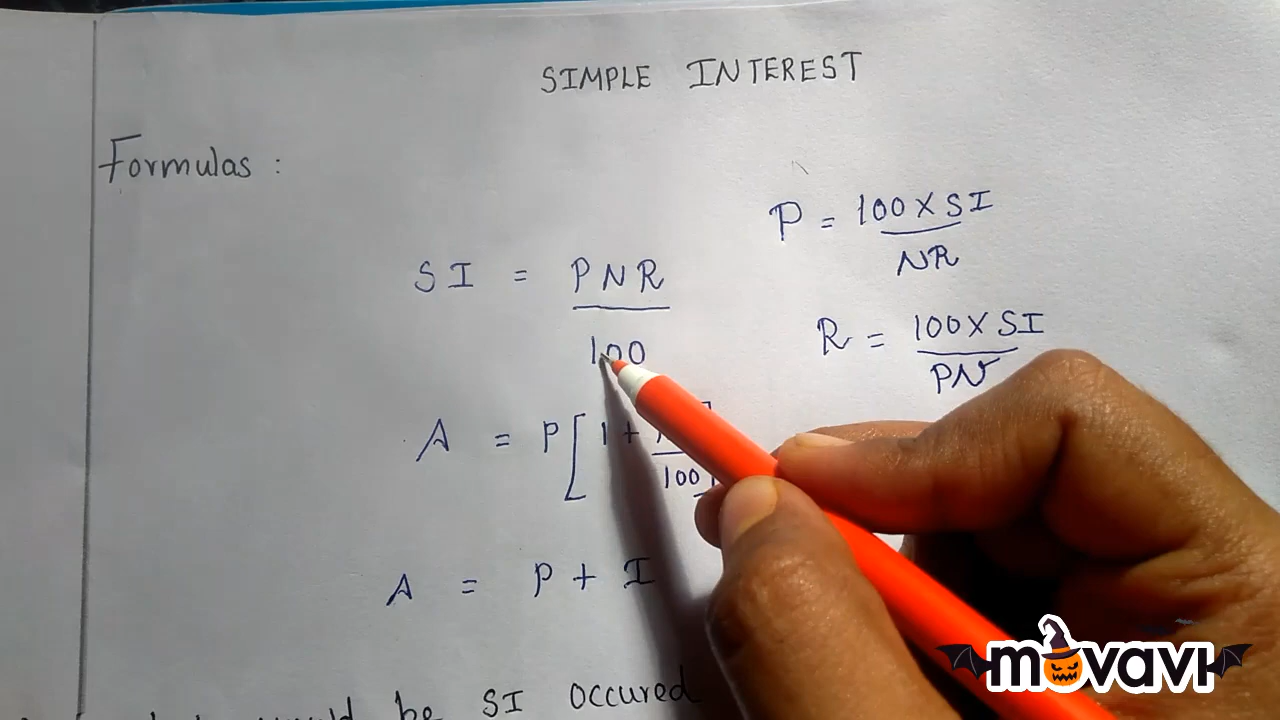 SIMPLE INTEREST
Formulas :
P = 100 X SI
NR
SI = PNR
100
R = 100 X SI
PN
A = P [ 1 +
100
A = P + I
be SI occured
movavi